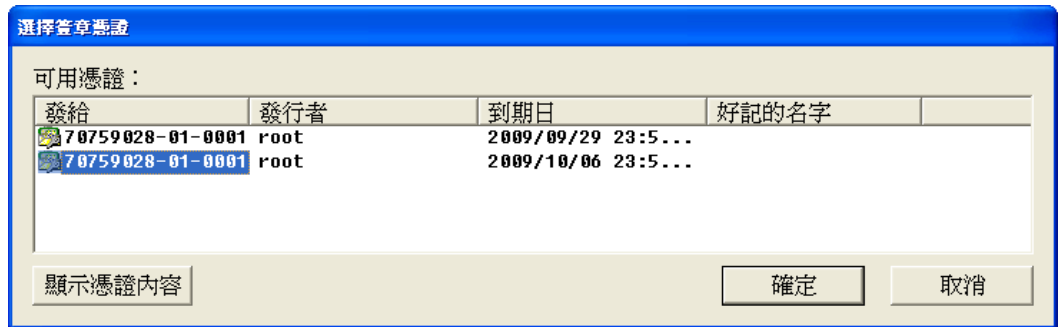 選擇簽章憑證
可用憑證：
發給 發行者 到期日 好記的名字
70759028-01-0001 root 2009/09/29 23:5...
70759028-01-0001 root 2009/10/06 23:5...
顯示憑證內容 確定 取消